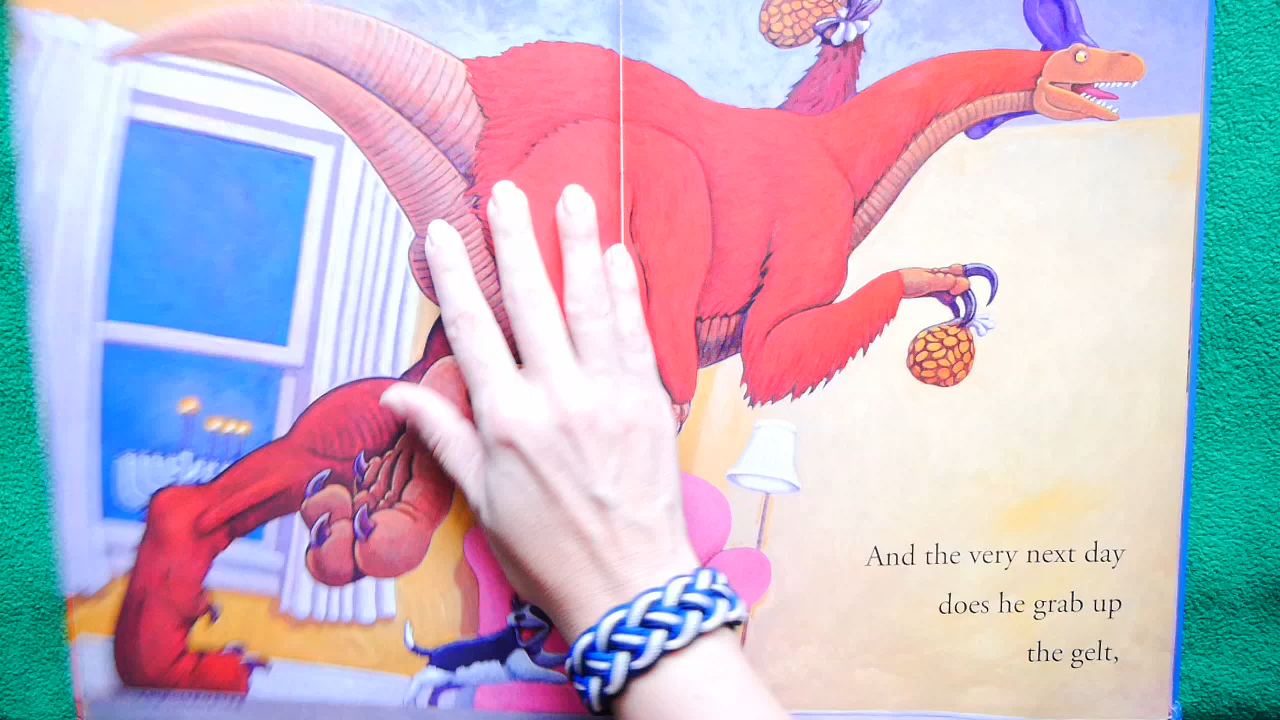 And the very next day
does he grab up
the gelt,